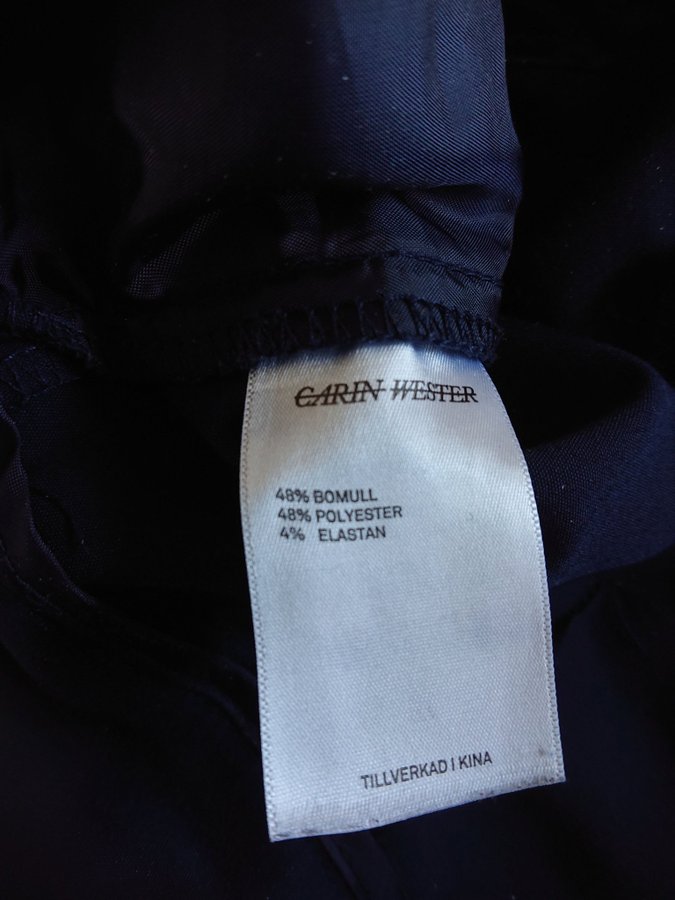 CARIN WESTER
48% BOMULL
48% POLYESTER
4% ELASTAN
TILLVERKAD I KINA